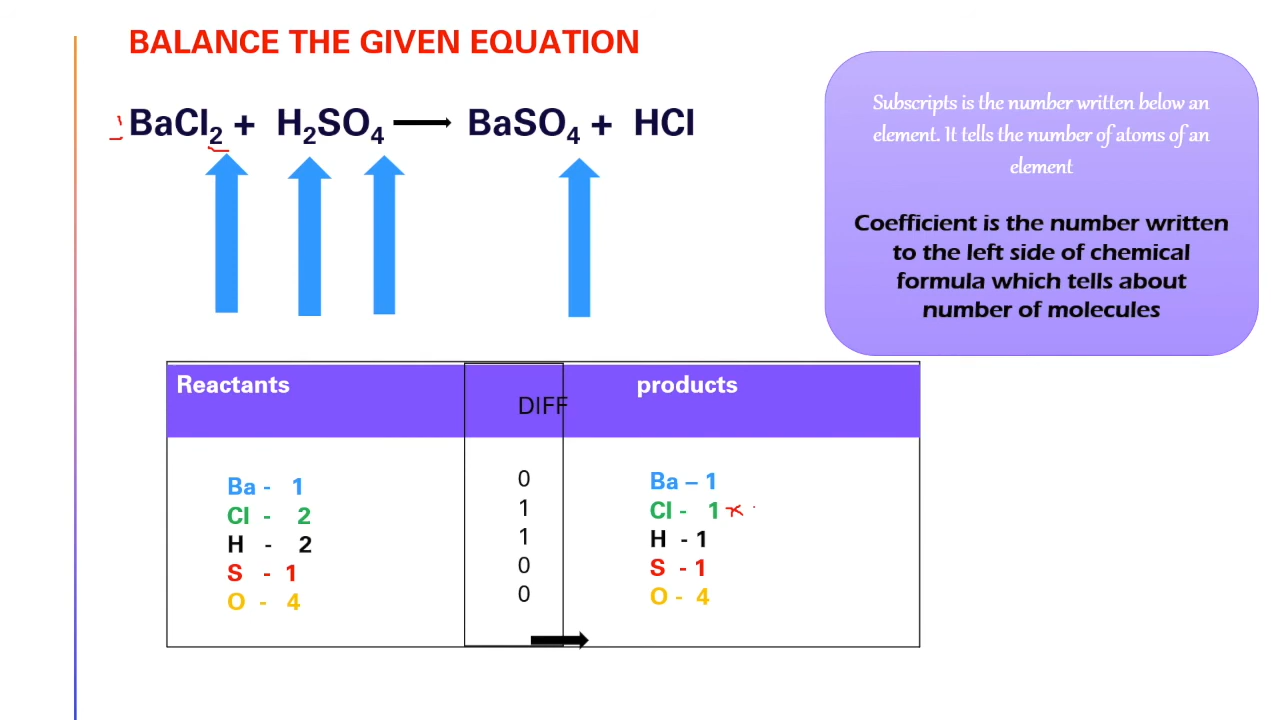 BALANCE THE GIVEN EQUATION
BaCl₂ + H₂SO₄ ⟶ BaSO₄ + HCl
Subscripts is the number written below an
element. It tells the number of atoms of an
element
Coefficient is the number written
to the left side of chemical
formula which tells about
number of molecules
Reactants DIFF products
Ba - 1 0 Ba – 1
Cl - 2 1 Cl - 1 ×
H - 2 1 H - 1
S - 1 0 S - 1
O - 4 0 O - 4